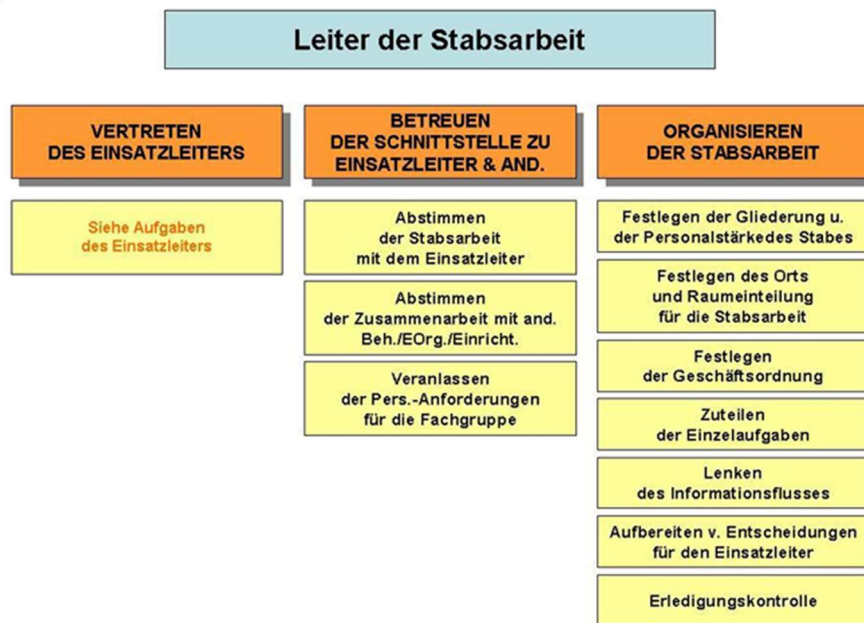 Leiter der Stabsarbeit
VERTRETEN
DES EINSATZLEITERS
Siehe Aufgaben
des Einsatzleiters
BETREUEN
DER SCHNITTSTELLE ZU
EINSATZLEITER & AND.
Abstimmen
der Stabsarbeit
mit dem Einsatzleiter
Abstimmen
der Zusammenarbeit mit and.
Beh./EOrg./Einricht.
Veranlassen
der Pers.-Anforderungen
für die Fachgruppe
ORGANISIEREN
DER STABSARBEIT
Festlegen der Gliederung u.
der Personalstärkedes Stabes
Festlegen des Orts
und Raumeinteilung
für die Stabsarbeit
Festlegen
der Geschäftsordnung
Zuteilen
der Einzelaufgaben
Lenken
des Informationsflusses
Aufbereiten v. Entscheidungen
für den Einsatzleiter
Erledigungskontrolle